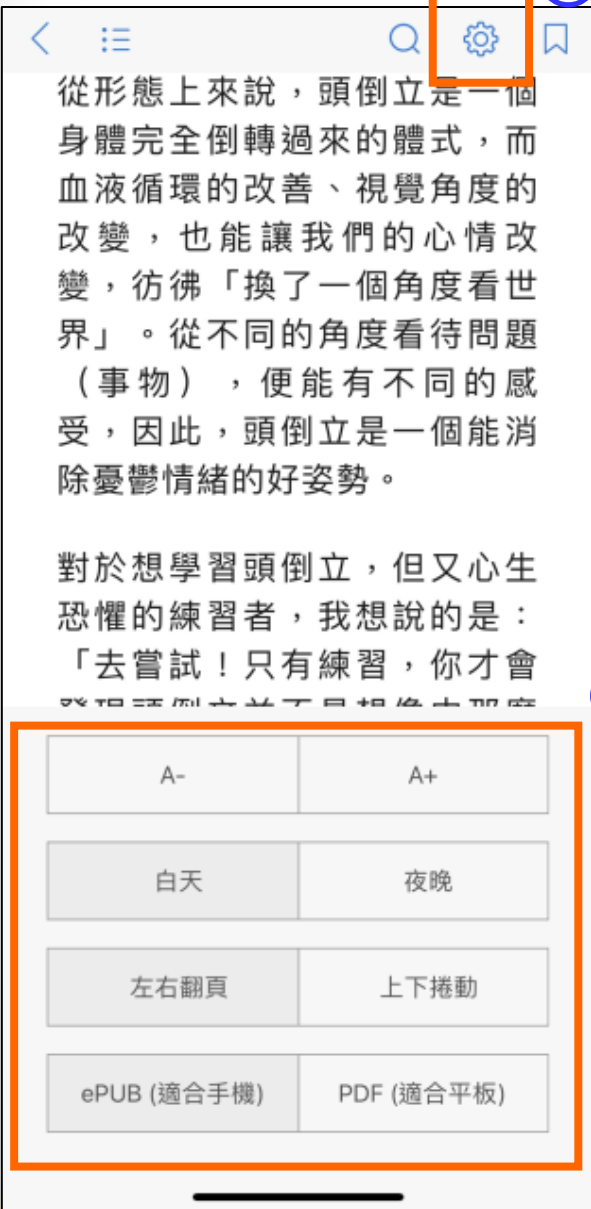 從形態上來說，頭倒立是一個
身體完全倒轉過來的體式，而
血液循環的改善、視覺角度的
改變，也能讓我們的心情改
變，彷彿「換了一個角度看世
界」。從不同的角度看待問題
（事物），便能有不同的感
受，因此，頭倒立是一個能消
除憂鬱情緒的好姿勢。
對於想學習頭倒立，但又心生
恐懼的練習者，我想說的是：
「去嘗試！只有練習，你才會
A- A+
白天 夜晚
左右翻頁 上下捲動
ePUB (適合手機) PDF (適合平板)